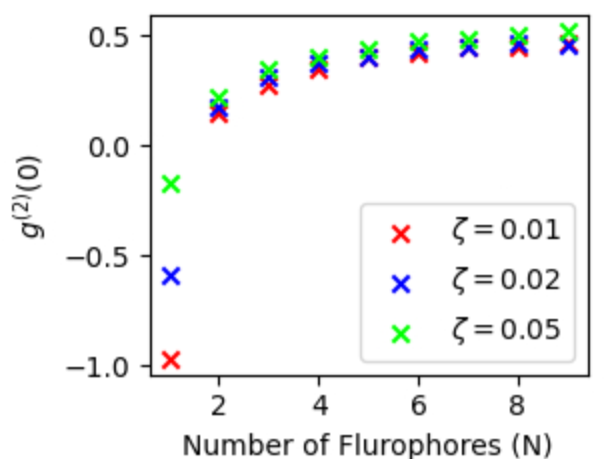 0.5
0.0
−0.5
−1.0
g^{(2)}(0)
ζ = 0.01
ζ = 0.02
ζ = 0.05
2 4 6 8
Number of Flurophores (N)